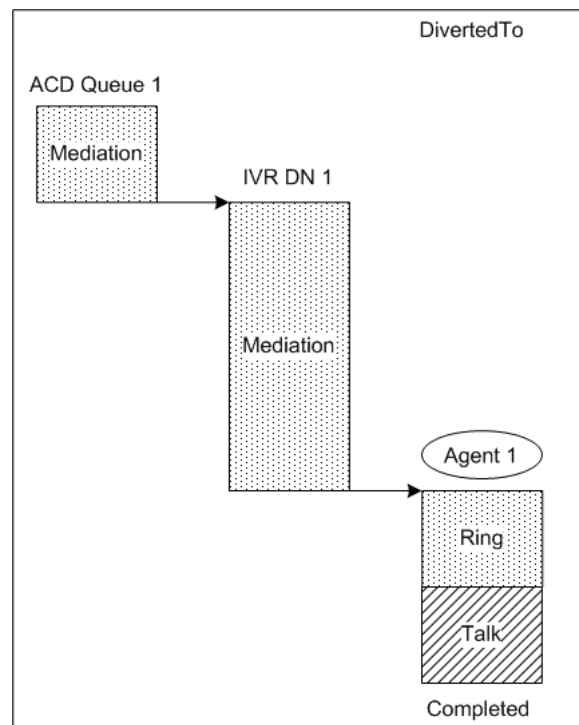 DivertedTo
ACD Queue 1
Mediation
IVR DN 1
Mediation
Agent 1
Ring
Talk
Completed